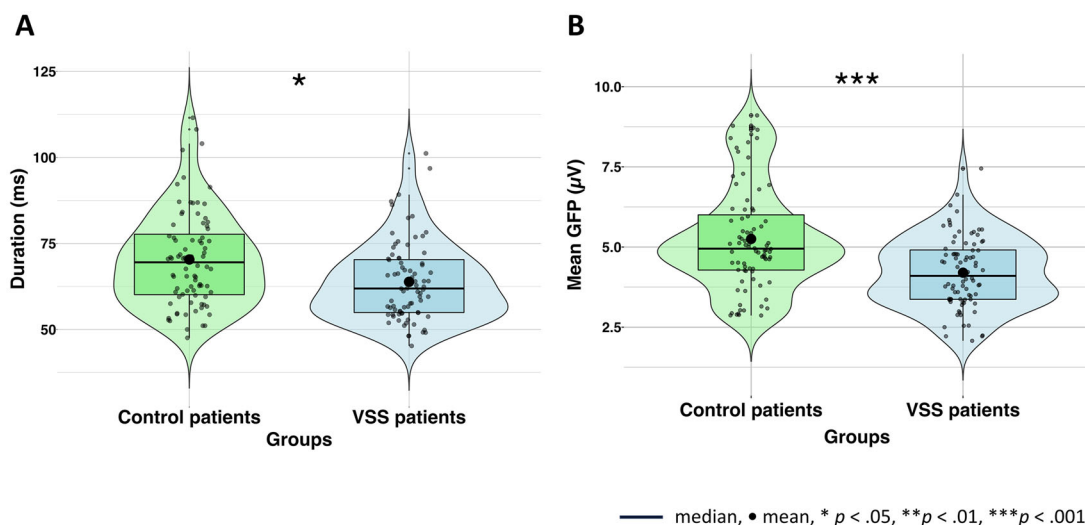 A
*
Duration (ms)
125
100
75
50
Control patients
VSS patients
Groups
B
***
Mean GFP (µV)
10.0
7.5
5.0
2.5
Control patients
VSS patients
Groups
median, ● mean, * p < .05, **p < .01, ***p < .001